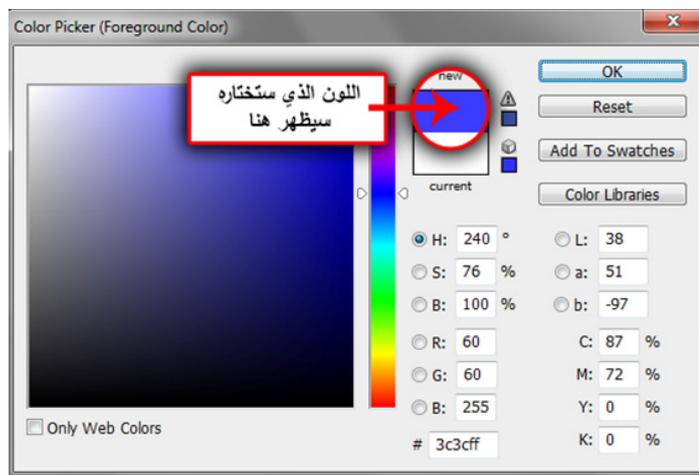 Color Picker (Foreground Color)
اللون الذي ستختاره
سيظهر هنا
new
current
OK
Reset
Add To Swatches
Color Libraries
H: 240 °
S: 76 %
B: 100 %
R: 60
G: 60
B: 255
# 3c3cff
L: 38
a: 51
b: -97
C: 87 %
M: 72 %
Y: 0 %
K: 0 %
Only Web Colors